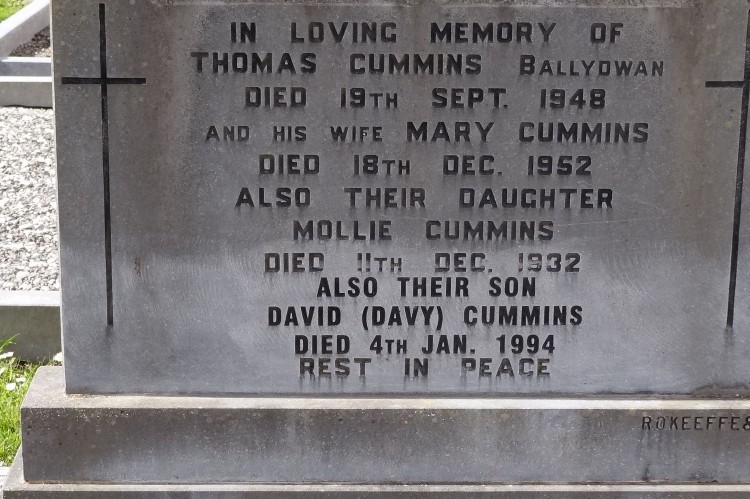 IN LOVING MEMORY OF
THOMAS CUMMINS BALLYDWAN
DIED 19TH SEPT. 1948
AND HIS WIFE MARY CUMMINS
DIED 18TH DEC. 1952
ALSO THEIR DAUGHTER
MOLLIE CUMMINS
DIED 11TH DEC. 1932
ALSO THEIR SON
DAVID (DAVY) CUMMINS
DIED 4TH JAN. 1994
REST IN PEACE
ROKEEFFE&